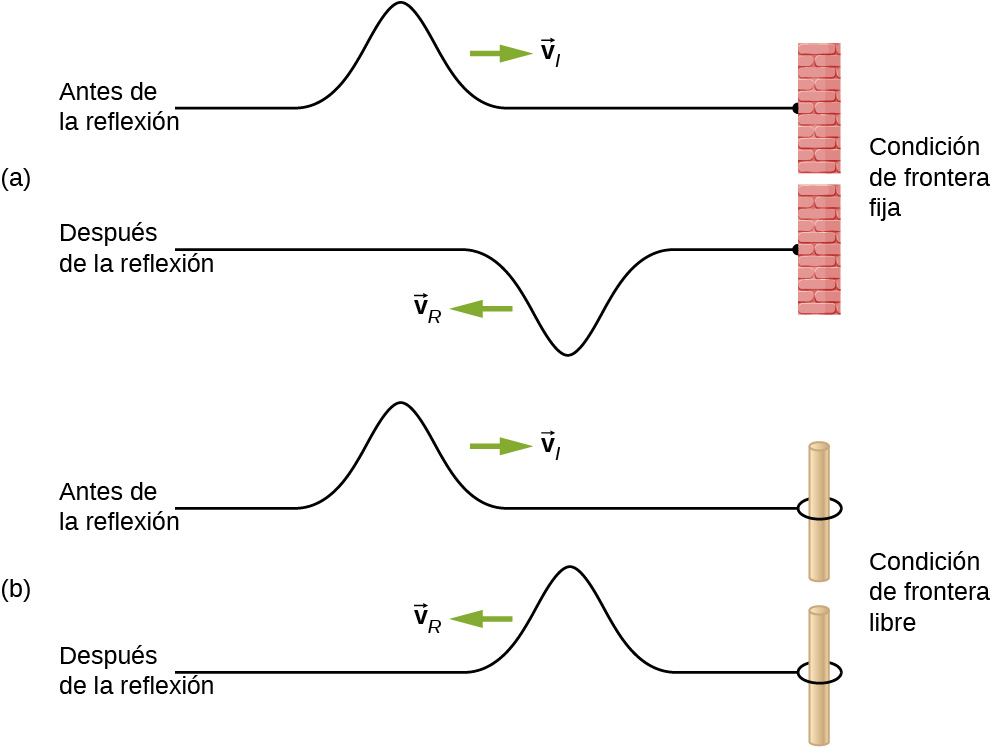 Antes de
la reflexión
v⃗I
(a)
Condición
de frontera
fija
Después
de la reflexión
v⃗R
Antes de
la reflexión
v⃗I
(b)
Condición
de frontera
libre
Después
de la reflexión
v⃗R